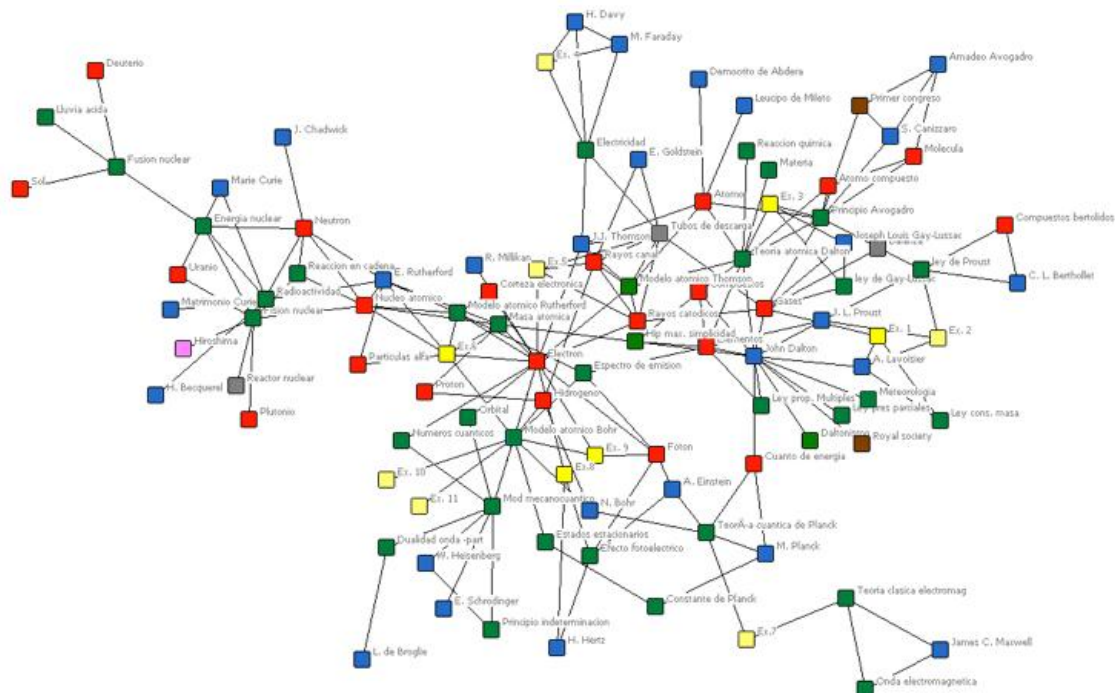 H. Davy
M. Faraday
Ex. 4
Deuterio
Democrito de Abdera
Amadeo Avogadro
Leucipo de Mileto
Primer congreso
Lluvia acida
J. Chadwick
S. Canizzaro
Electricidad
Reaccion quimica
Molecula
E. Goldstein
Fusion nuclear
Materia
Sol
Marie Curie
Atomo compuesto
Atomo
Ex. 3
Principio Avogadro
Energia nuclear
Neutron
Tubos de descarga
Compuestos bertolidos
J.J. Thomson
Joseph Louis Gay-Lussac
Rayos canal
Teoria atomica Dalton
ley de Proust
Uranio
Reaccion en cadena
E. Rutherford
R. Millikan
Ex.5
Modelo atomico Thomson
ley de Gay-Lussac
C. L. Berthollet
Radioactividad
Nucleo atomico
Corteza electronica
Matrimonio Curie
Fision nuclear
Modelo atomico Rutherford
Masa atomica
Rayos catodicos
Gases
J. L. Proust
Hiroshima
Hip max. simplicidad
Elementos
John Dalton
Ex. 1
Ex. 2
Particulas alfa
Electron
A. Lavoisier
H. Becquerel
Reactor nuclear
Espectro de emision
Proton
Hidrogeno
Meteorologia
Plutonio
Orbital
Ley prop. Multiples
Ley pres parciales
Ley cons. masa
Numeros cuanticos
Modelo atomico Bohr
Daltonismo
Royal society
Ex. 9
Foton
Cuanto de energia
Ex. 10
Ex.8
Ex. 11
Mod mecanocuantico
N. Bohr
A. Einstein
TeorÃ-a cuantica de Planck
Dualidad onda -part
Estados estacionarios
Efecto fotoelectrico
M. Planck
W. Heisenberg
E. Schrodinger
Constante de Planck
Teoria clasica electromag
Principio indeterminacion
Ex.7
L. de Broglie
H. Hertz
James C. Maxwell
Onda electromagnetica